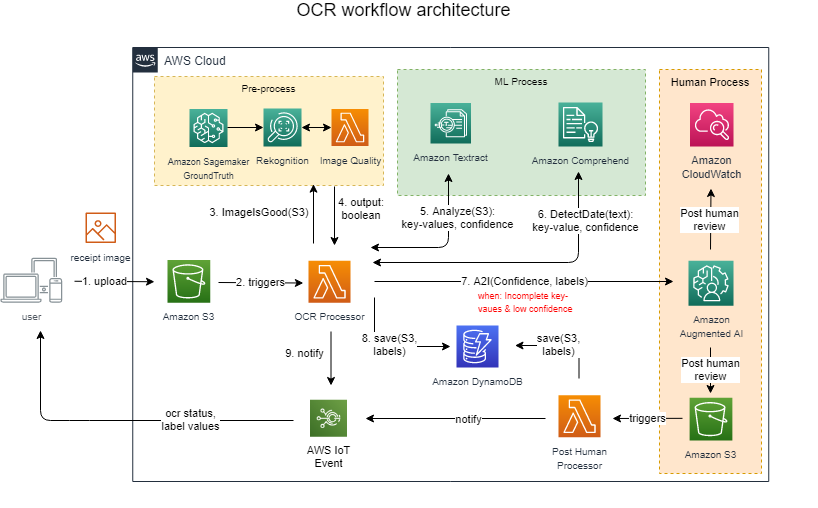 OCR workflow architecture
aws
AWS Cloud
Pre-process
Amazon Sagemaker
GroundTruth
Rekognition
Image Quality
ML Process
Amazon Textract
Amazon Comprehend
Human Process
Amazon
CloudWatch
3. ImageIsGood(S3)
4. output:
boolean
5. Analyze(S3):
key-values, confidence
6. DetectDate(text):
key-value, confidence
Post human
review
receipt image
1. upload
user
Amazon S3
2. triggers
OCR Processor
7. A2I(Confidence, labels)
when: Incomplete key-
vaues & low confidence
Amazon
Augmented AI
8. save(S3,
labels)
Amazon DynamoDB
save(S3,
labels)
9. notify
Post human
review
ocr status,
label values
AWS IoT
Event
notify
Post Human
Processor
triggers
Amazon S3